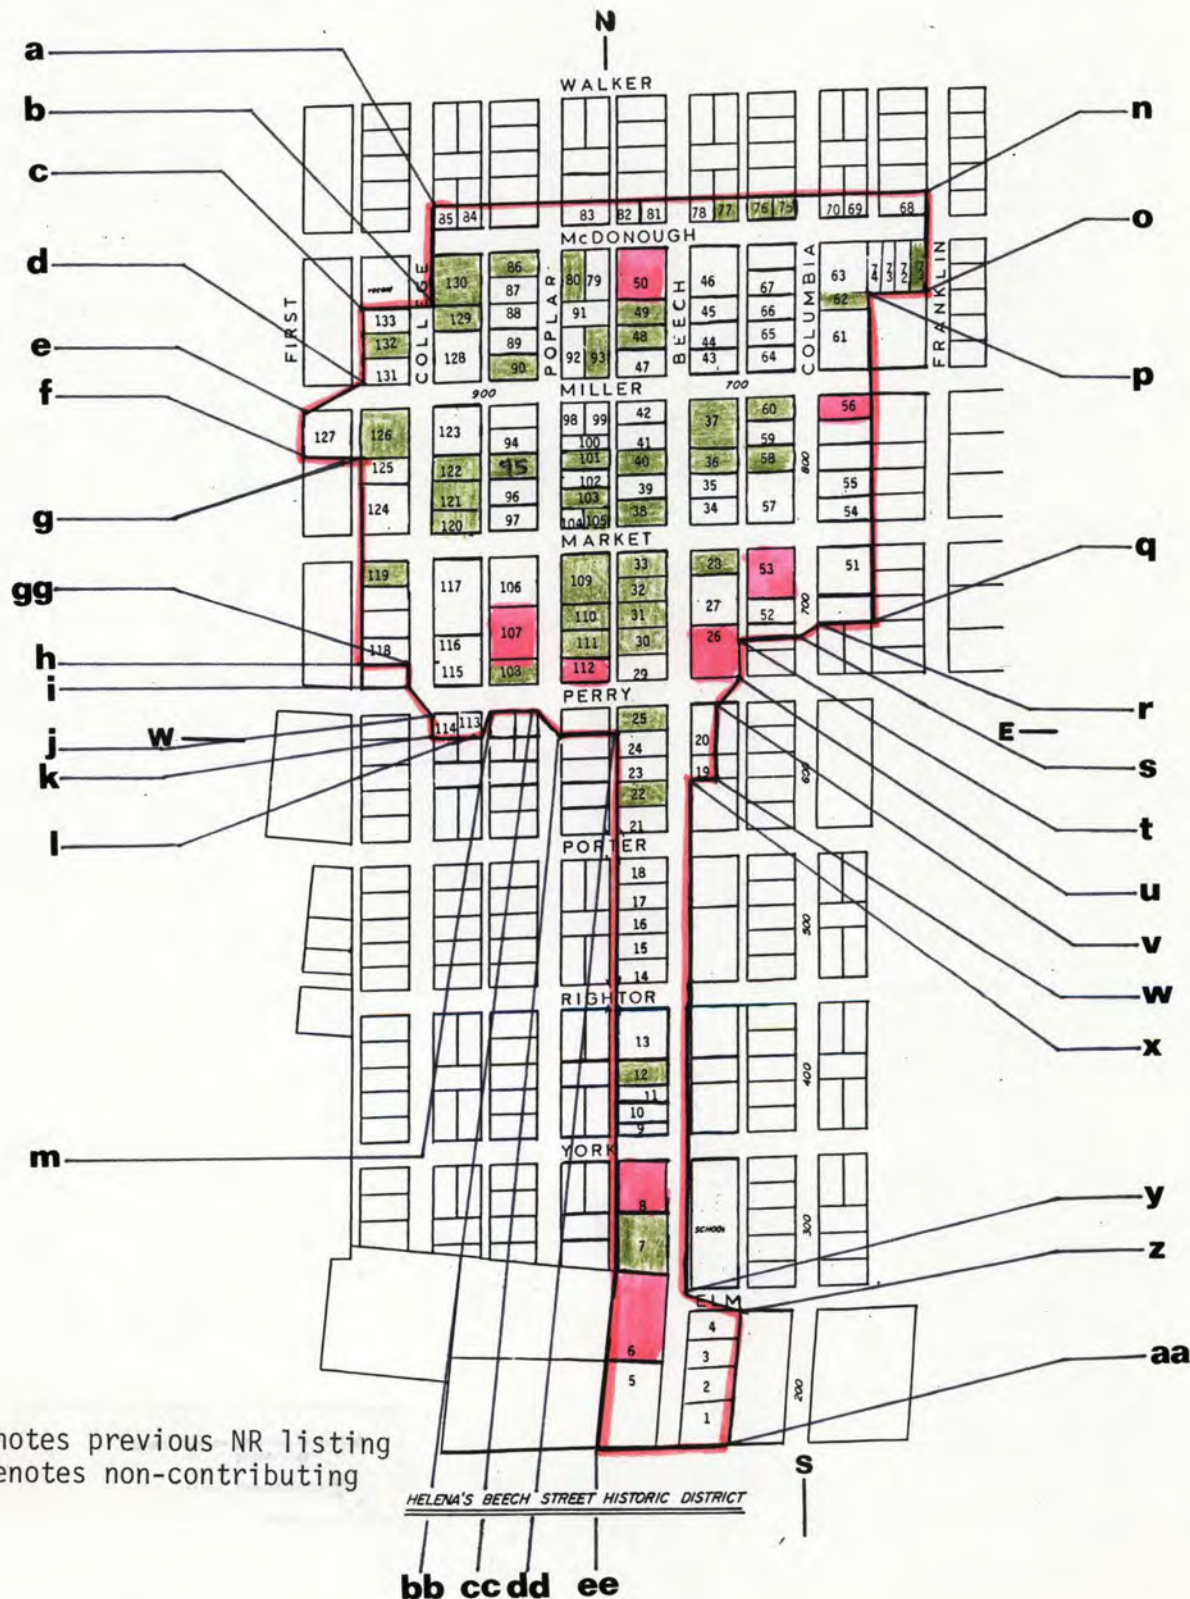 N
a
WALKER
b
n
c
85 84 83 82 81 78 77 76 75 70 69 68
McDONOUGH
o
d
130 86 80 79 50 46 63 74 73 72
COLLEGE
POPLAR
BEECH
COLUMBIA
FRANKLIN
FIRST
87 67
133 129 88 91 49 45 66 62
132 48 65 61
e
128 89 92 93 44
131 90 47 43 64
p
900
MILLER
700
f
127 126 123 98 99 42 37 60 56
94 100 41 59
125 122 95 101 40 36 58
800
102
g
124 121 96 103 39 35 57 55
120 97 104 105 38 34 54
MARKET
q
119 117 106 109 33 28 53 51
gg
32 27
110 31 52
700
107
118 116 111 30 26
h
115 108 112 29
i
PERRY
r
114 113 25 20
j
W
E
24
s
k
23 19
600
22
t
l
21
PORTER
18
u
17
16
500
v
15
14
w
RIGHTOR
13
x
12
400
11
10
9
m
YORK
8
y
SCHOOL
300
7
z
ELM
4
6 3
aa
5 2
200
1
notes previous NR listing
enotes non-contributing
S
HELENA'S BEECH STREET HISTORIC DISTRICT
bb cc dd ee